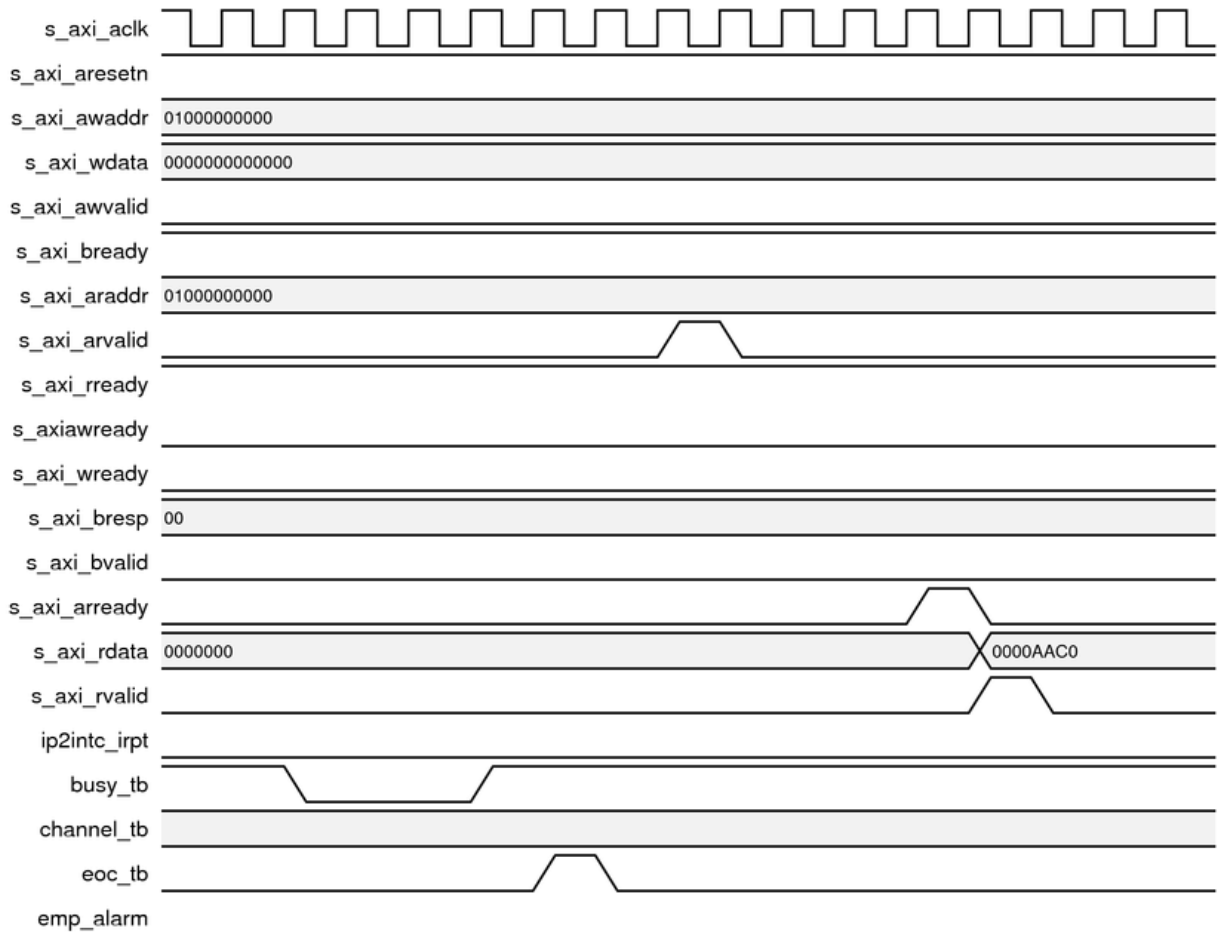 s_axi_aclk
s_axi_aresetn
s_axi_awaddr 01000000000
s_axi_wdata 0000000000000
s_axi_awvalid
s_axi_bready
s_axi_araddr 01000000000
s_axi_arvalid
s_axi_rready
s_axiawready
s_axi_wready
s_axi_bresp 00
s_axi_bvalid
s_axi_arready
s_axi_rdata 0000000 0000AAC0
s_axi_rvalid
ip2intc_irpt
busy_tb
channel_tb
eoc_tb
emp_alarm